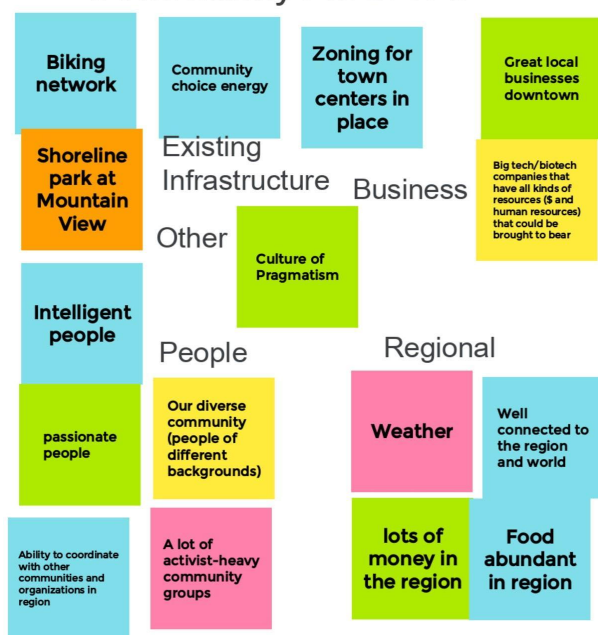 Biking
network
Community
choice energy
Zoning for
town
centers in
place
Great local
businesses
downtown
Shoreline
park at
Mountain
View
Existing
Infrastructure
Business
Big tech/biotech
companies that
have all kinds of
resources ($ and
human resources)
that could be
brought to bear
Other
Culture of
Pragmatism
Intelligent
people
People
Regional
passionate
people
Our diverse
community
(people of
different
backgrounds)
Weather
Well
connected to
the region
and world
Ability to coordinate
with other
communities and
organizations in
region
A lot of
activist-heavy
community
groups
lots of
money in
the region
Food
abundant
in region